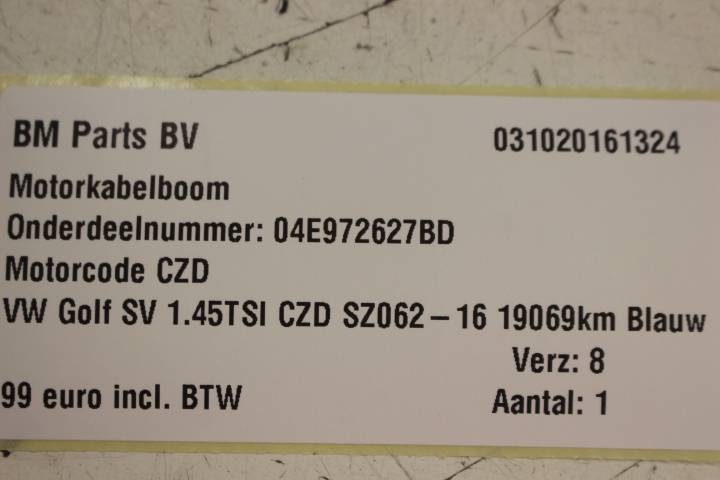 BM Parts BV 031020161324
Motorkabelboom
Onderdeelnummer: 04E972627BD
Motorcode CZD
VW Golf SV 1.45TSI CZD SZ062-16 19069km Blauw
Verz: 8
99 euro incl. BTW Aantal: 1